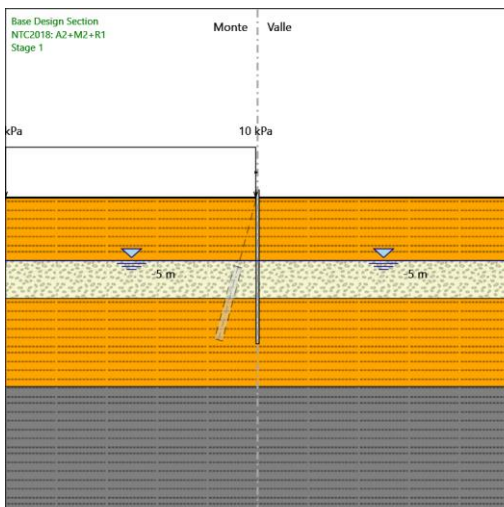 Base Design Section
NTC2018: A2+M2+R1
Stage 1
Monte
Valle
kPa
10 kPa
-5 m
-5 m